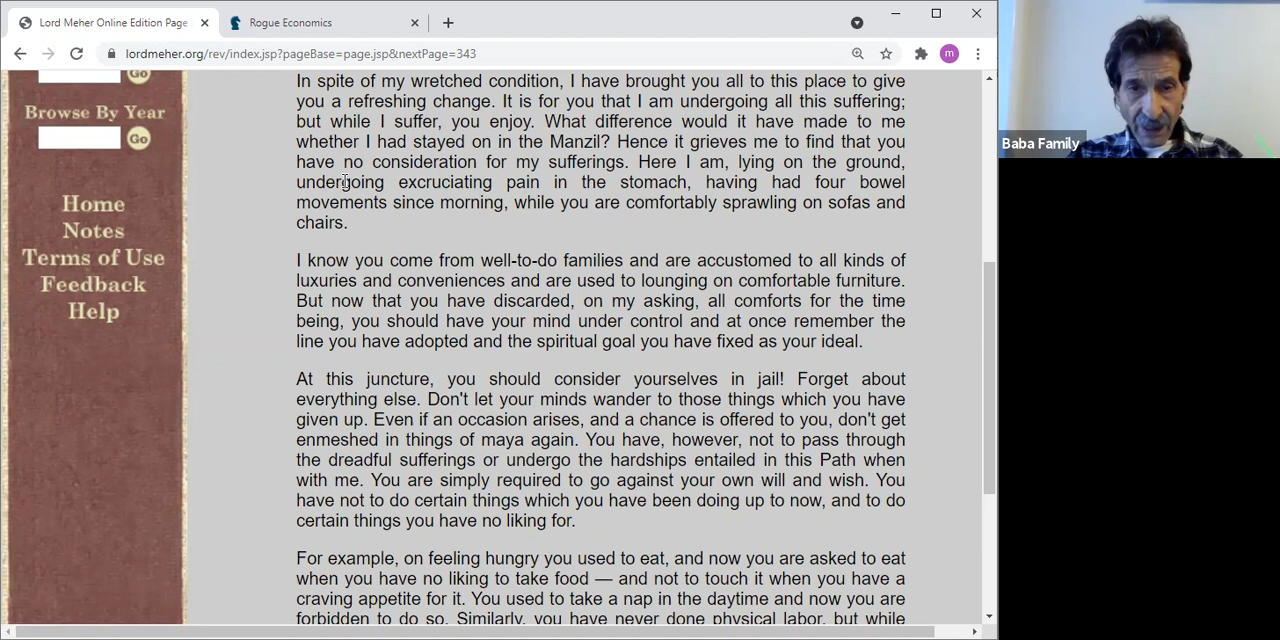 Lord Meher Online Edition Page
Rogue Economics
lordmeher.org/rev/index.jsp?pageBase=page.jsp&nextPage=343
m
Go
Browse By Year
Go
Home
Notes
Terms of Use
Feedback
Help
In spite of my wretched condition, I have brought you all to this place to give
you a refreshing change. It is for you that I am undergoing all this suffering;
but while I suffer, you enjoy. What difference would it have made to me
whether I had stayed on in the Manzil? Hence it grieves me to find that you
have no consideration for my sufferings. Here I am, lying on the ground,
undergoing excruciating pain in the stomach, having had four bowel
movements since morning, while you are comfortably sprawling on sofas and
chairs.
I know you come from well-to-do families and are accustomed to all kinds of
luxuries and conveniences and are used to lounging on comfortable furniture.
But now that you have discarded, on my asking, all comforts for the time
being, you should have your mind under control and at once remember the
line you have adopted and the spiritual goal you have fixed as your ideal.
At this juncture, you should consider yourselves in jail! Forget about
everything else. Don't let your minds wander to those things which you have
given up. Even if an occasion arises, and a chance is offered to you, don't get
enmeshed in things of maya again. You have, however, not to pass through
the dreadful sufferings or undergo the hardships entailed in this Path when
with me. You are simply required to go against your own will and wish. You
have not to do certain things which you have been doing up to now, and to do
certain things you have no liking for.
For example, on feeling hungry you used to eat, and now you are asked to eat
when you have no liking to take food — and not to touch it when you have a
craving appetite for it. You used to take a nap in the daytime and now you are
forbidden to do so. Similarly, you have never done physical labor, but while
Baba Family